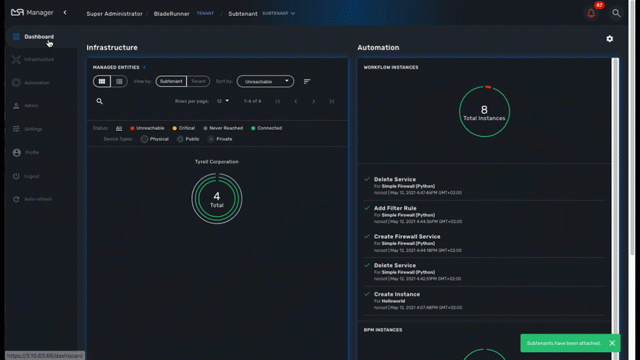 MSA Manager
Super Administrator / BladeRunner TENANT / Subtenant SUBTENANT
87
Dashboard
Infrastructure
Automation
Admin
Settings
Profile
Logout
Auto-refresh
Infrastructure
MANAGED ENTITIES 4
View by: Subtenant Tenant Sort by: Unreachable
Rows per page: 12 1-4 of 4
Status: All Unreachable Critical Never Reached Connected
Device Types: Physical Public Private
Tyrell Corporation
4
Total
Automation
WORKFLOW INSTANCES
8
Total Instances
Delete Service
For Simple Firewall (Python)
ncroot | May 12, 2021 4:47:46PM GMT+02:00
Add Filter Rule
For Simple Firewall (Python)
ncroot | May 12, 2021 4:44:36PM GMT+02:00
Create Firewall Service
For Simple Firewall (Python)
ncroot | May 12, 2021 4:44:18PM GMT+02:00
Delete Service
For Simple Firewall (Python)
ncroot | May 12, 2021 4:42:51PM GMT+02:00
Create Instance
For Helloworld
ncroot | May 12, 2021 4:07:48PM GMT+02:00
BPM INSTANCES
Subtenants have been attached.
https://3.10.63.68/dashboard